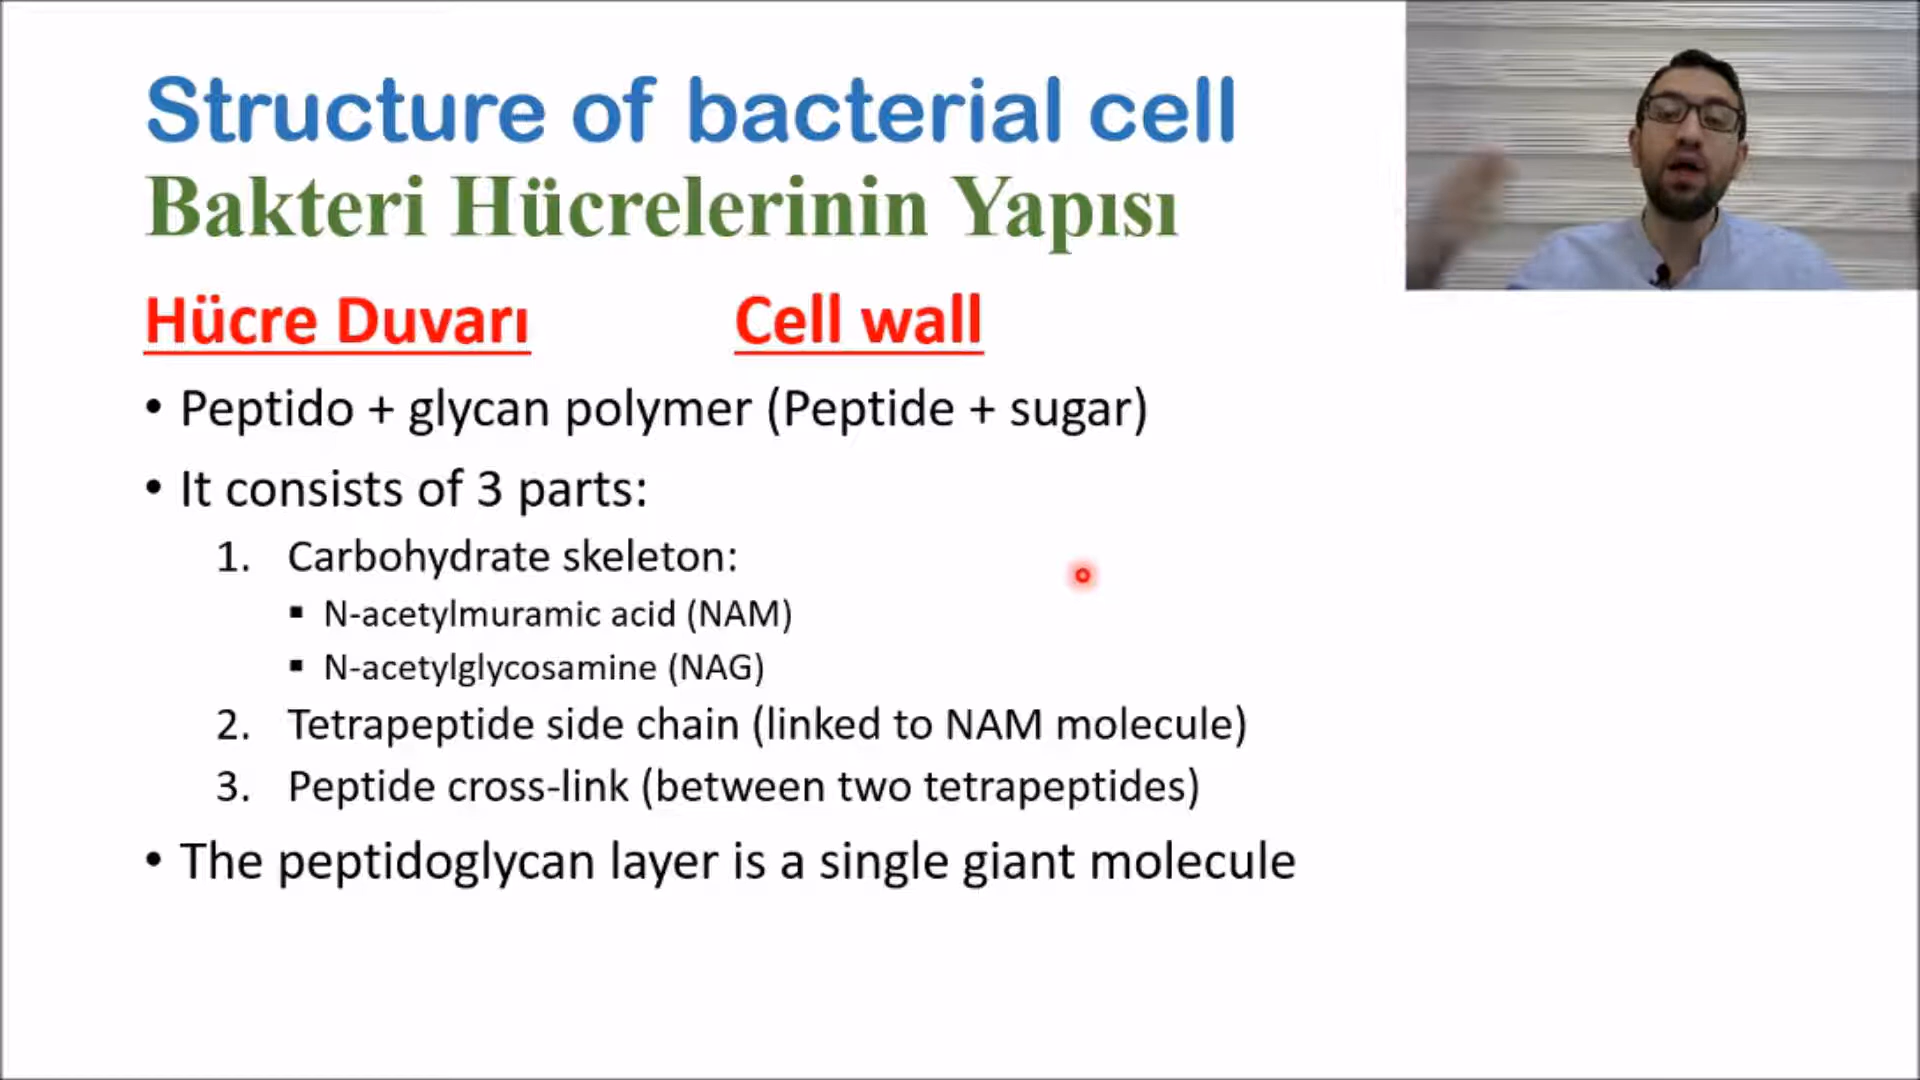 Structure of bacterial cell
Bakteri Hücrelerinin Yapısı
Hücre Duvarı Cell wall
• Peptido + glycan polymer (Peptide + sugar)
• It consists of 3 parts:
1. Carbohydrate skeleton:
▪ N-acetylmuramic acid (NAM)
▪ N-acetylglycosamine (NAG)
2. Tetrapeptide side chain (linked to NAM molecule)
3. Peptide cross-link (between two tetrapeptides)
• The peptidoglycan layer is a single giant molecule